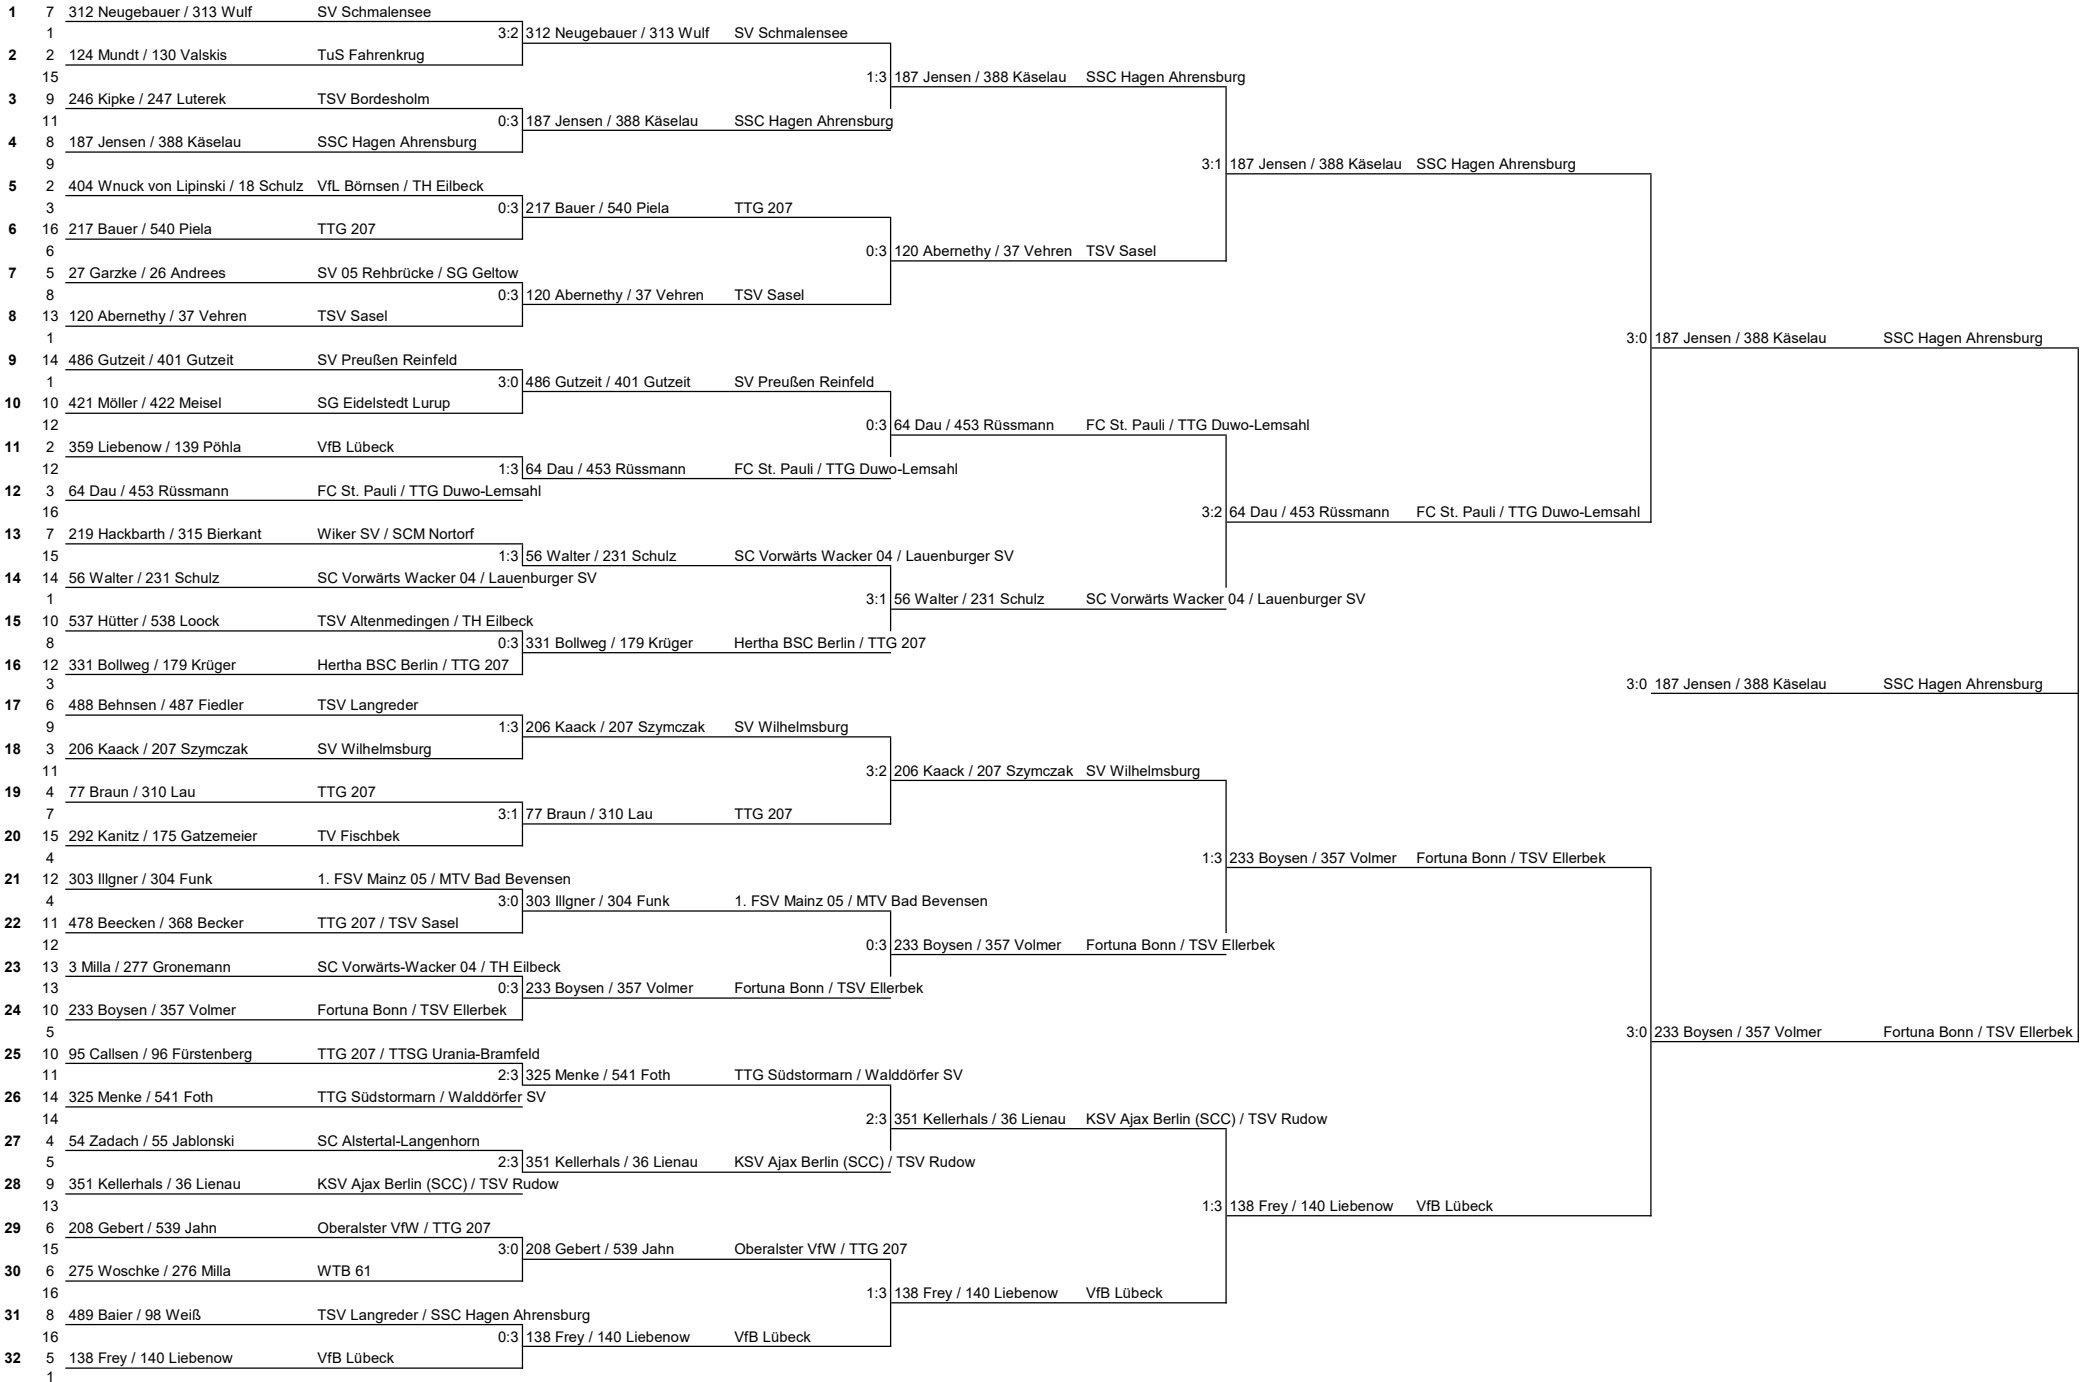 1 7 312 Neugebauer / 313 Wulf SV Schmalensee
1 3:2 312 Neugebauer / 313 Wulf SV Schmalensee
2 2 124 Mundt / 130 Valskis TuS Fahrenkrug
15 1:3 187 Jensen / 388 Käselau SSC Hagen Ahrensburg
3 9 246 Kipke / 247 Luterek TSV Bordesholm
11 0:3 187 Jensen / 388 Käselau SSC Hagen Ahrensburg
4 8 187 Jensen / 388 Käselau SSC Hagen Ahrensburg
9 3:1 187 Jensen / 388 Käselau SSC Hagen Ahrensburg
5 2 404 Wnuck von Lipinski / 18 Schulz VfL Börnsen / TH Eilbeck
3 0:3 217 Bauer / 540 Piela TTG 207
6 16 217 Bauer / 540 Piela TTG 207
6 0:3 120 Abernethy / 37 Vehren TSV Sasel
7 5 27 Garzke / 26 Andrees SV 05 Rehbrücke / SG Geltow
8 0:3 120 Abernethy / 37 Vehren TSV Sasel
8 13 120 Abernethy / 37 Vehren TSV Sasel
1 3:0 187 Jensen / 388 Käselau SSC Hagen Ahrensburg
9 14 486 Gutzeit / 401 Gutzeit SV Preußen Reinfeld
1 3:0 486 Gutzeit / 401 Gutzeit SV Preußen Reinfeld
10 10 421 Möller / 422 Meisel SG Eidelstedt Lurup
12 0:3 64 Dau / 453 Rüssmann FC St. Pauli / TTG Duwo-Lemsahl
11 2 359 Liebenow / 139 Pöhla VfB Lübeck
12 1:3 64 Dau / 453 Rüssmann FC St. Pauli / TTG Duwo-Lemsahl
12 3 64 Dau / 453 Rüssmann FC St. Pauli / TTG Duwo-Lemsahl
16 3:2 64 Dau / 453 Rüssmann FC St. Pauli / TTG Duwo-Lemsahl
13 7 219 Hackbarth / 315 Bierkant Wiker SV / SCM Nortorf
15 1:3 56 Walter / 231 Schulz SC Vorwärts Wacker 04 / Lauenburger SV
14 14 56 Walter / 231 Schulz SC Vorwärts Wacker 04 / Lauenburger SV
1 3:1 56 Walter / 231 Schulz SC Vorwärts Wacker 04 / Lauenburger SV
15 10 537 Hütter / 538 Loock TSV Altenmedingen / TH Eilbeck
8 0:3 331 Bollweg / 179 Krüger Hertha BSC Berlin / TTG 207
16 12 331 Bollweg / 179 Krüger Hertha BSC Berlin / TTG 207
3 3:0 187 Jensen / 388 Käselau SSC Hagen Ahrensburg
17 6 488 Behnsen / 487 Fiedler TSV Langreder
9 1:3 206 Kaack / 207 Szymczak SV Wilhelmsburg
18 3 206 Kaack / 207 Szymczak SV Wilhelmsburg
11 3:2 206 Kaack / 207 Szymczak SV Wilhelmsburg
19 4 77 Braun / 310 Lau TTG 207
7 3:1 77 Braun / 310 Lau TTG 207
20 15 292 Kanitz / 175 Gatzemeier TV Fischbek
4 1:3 233 Boysen / 357 Volmer Fortuna Bonn / TSV Ellerbek
21 12 303 Illgner / 304 Funk 1. FSV Mainz 05 / MTV Bad Bevensen
4 3:0 303 Illgner / 304 Funk 1. FSV Mainz 05 / MTV Bad Bevensen
22 11 478 Beecken / 368 Becker TTG 207 / TSV Sasel
12 0:3 233 Boysen / 357 Volmer Fortuna Bonn / TSV Ellerbek
23 13 3 Milla / 277 Gronemann SC Vorwärts-Wacker 04 / TH Eilbeck
13 0:3 233 Boysen / 357 Volmer Fortuna Bonn / TSV Ellerbek
24 10 233 Boysen / 357 Volmer Fortuna Bonn / TSV Ellerbek
5 3:0 233 Boysen / 357 Volmer Fortuna Bonn / TSV Ellerbek
25 10 95 Callsen / 96 Fürstenberg TTG 207 / TTSG Urania-Bramfeld
11 2:3 325 Menke / 541 Foth TTG Südstormarn / Walddörfer SV
26 14 325 Menke / 541 Foth TTG Südstormarn / Walddörfer SV
14 2:3 351 Kellerhals / 36 Lienau KSV Ajax Berlin (SCC) / TSV Rudow
27 4 54 Zadach / 55 Jablonski SC Alstertal-Langenhorn
5 2:3 351 Kellerhals / 36 Lienau KSV Ajax Berlin (SCC) / TSV Rudow
28 9 351 Kellerhals / 36 Lienau KSV Ajax Berlin (SCC) / TSV Rudow
13 1:3 138 Frey / 140 Liebenow VfB Lübeck
29 6 208 Gebert / 539 Jahn Oberalster VfW / TTG 207
15 3:0 208 Gebert / 539 Jahn Oberalster VfW / TTG 207
30 6 275 Woschke / 276 Milla WTB 61
16 1:3 138 Frey / 140 Liebenow VfB Lübeck
31 8 489 Baier / 98 Weiß TSV Langreder / SSC Hagen Ahrensburg
16 0:3 138 Frey / 140 Liebenow VfB Lübeck
32 5 138 Frey / 140 Liebenow VfB Lübeck
1